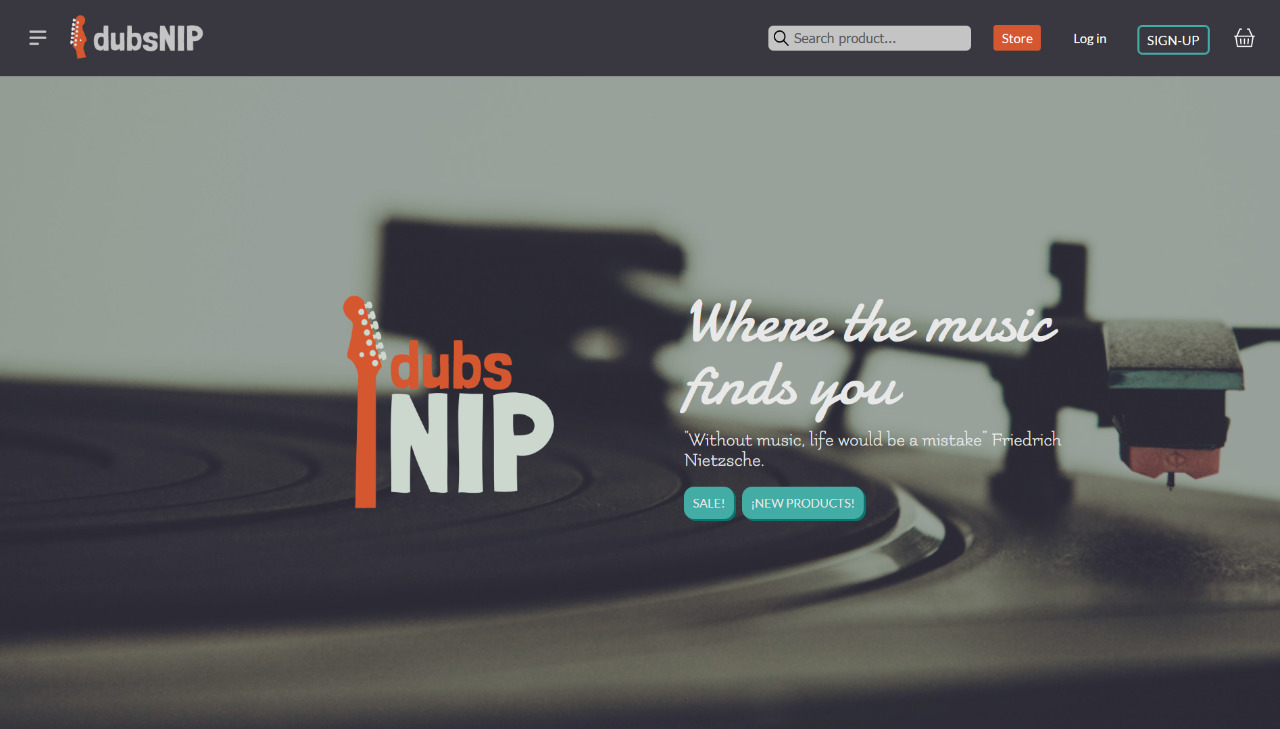 dubsNIP
Search product...
Store
Log in
SIGN-UP
dubs
NIP
Where the music
finds you
"Without music, life would be a mistake" Friedrich
Nietzsche.
SALE!
¡NEW PRODUCTS!